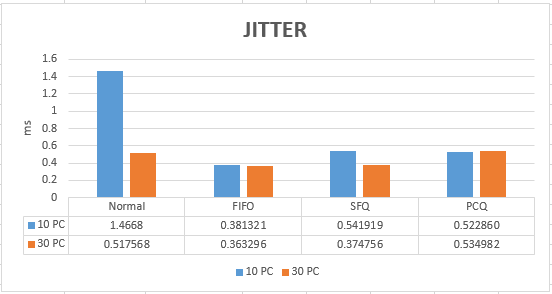 JITTER
1.6
1.4
1.2
1
0.8
0.6
0.4
0.2
0
ms
Normal FIFO SFQ PCQ
10 PC 1.4668 0.381321 0.541919 0.522860
30 PC 0.517568 0.363296 0.374756 0.534982
10 PC 30 PC